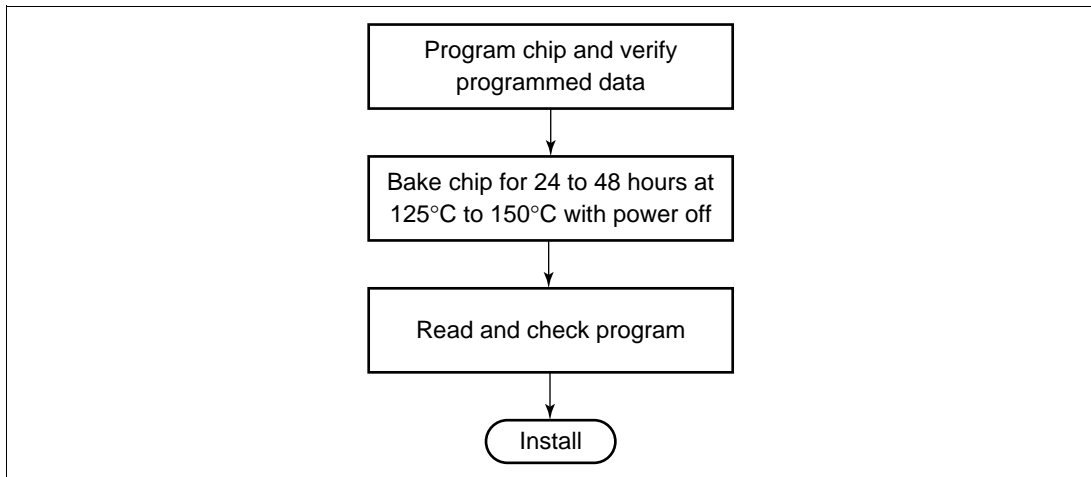 Program chip and verify
programmed data
Bake chip for 24 to 48 hours at
125°C to 150°C with power off
Read and check program
Install